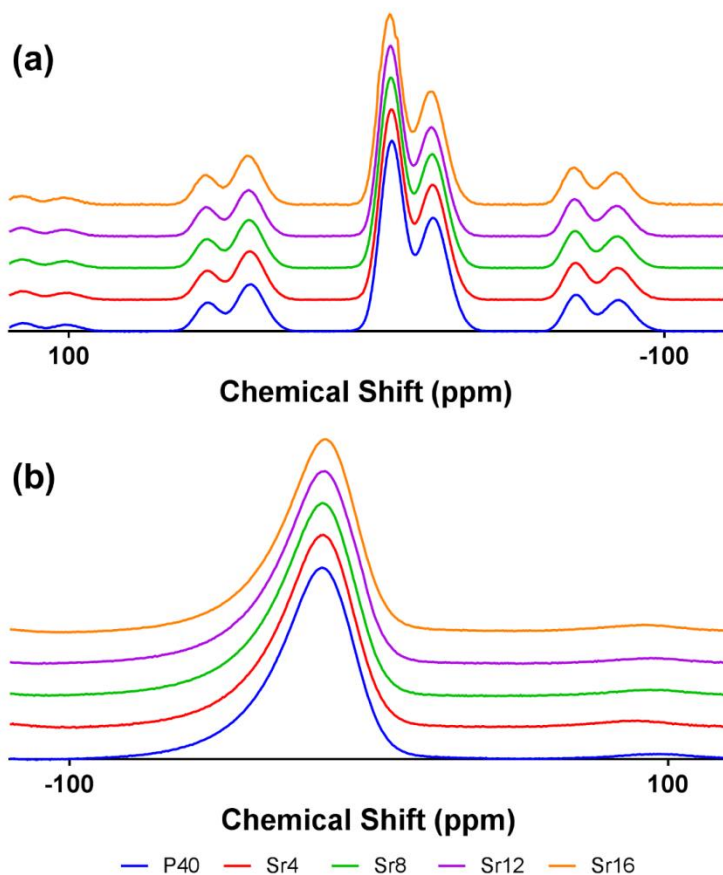 (a)
100 -100
Chemical Shift (ppm)
(b)
-100 100
Chemical Shift (ppm)
P40 Sr4 Sr8 Sr12 Sr16